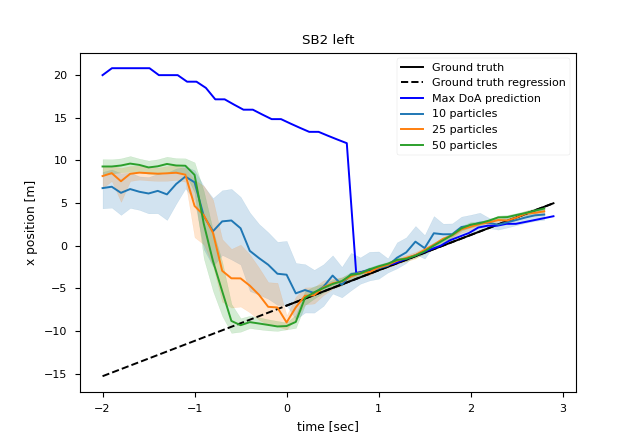 SB2 left
Ground truth
Ground truth regression
Max DoA prediction
10 particles
25 particles
50 particles
x position [m]
20
15
10
5
0
−5
−10
−15
−2
−1
0
1
2
3
time [sec]